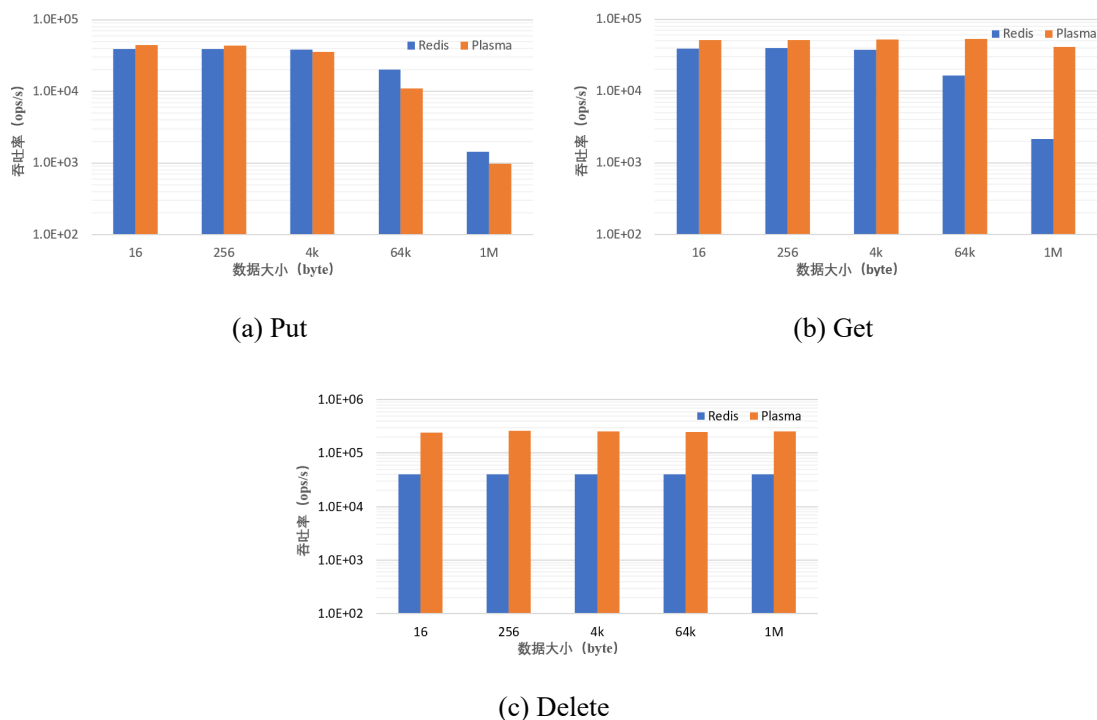 1.0E+05
Redis Plasma
1.0E+04
吞吐率（ops/s）
1.0E+03
1.0E+02
16 256 4k 64k 1M
数据大小（byte）
(a) Put
1.0E+05
Redis Plasma
1.0E+04
吞吐率（ops/s）
1.0E+03
1.0E+02
16 256 4k 64k 1M
数据大小（byte）
(b) Get
1.0E+06
Redis Plasma
1.0E+05
吞吐率（ops/s）
1.0E+04
1.0E+03
1.0E+02
16 256 4k 64k 1M
数据大小（byte）
(c) Delete